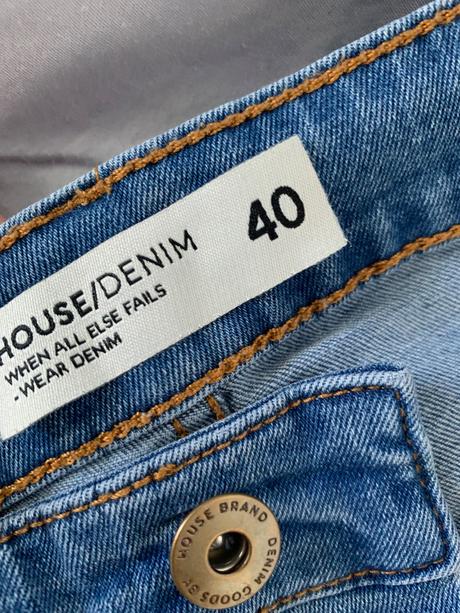 HOUSE/DENIM
40
WHEN ALL ELSE FAILS
-WEAR DENIM
HOUSE BRAND
DENIM GOODS BY